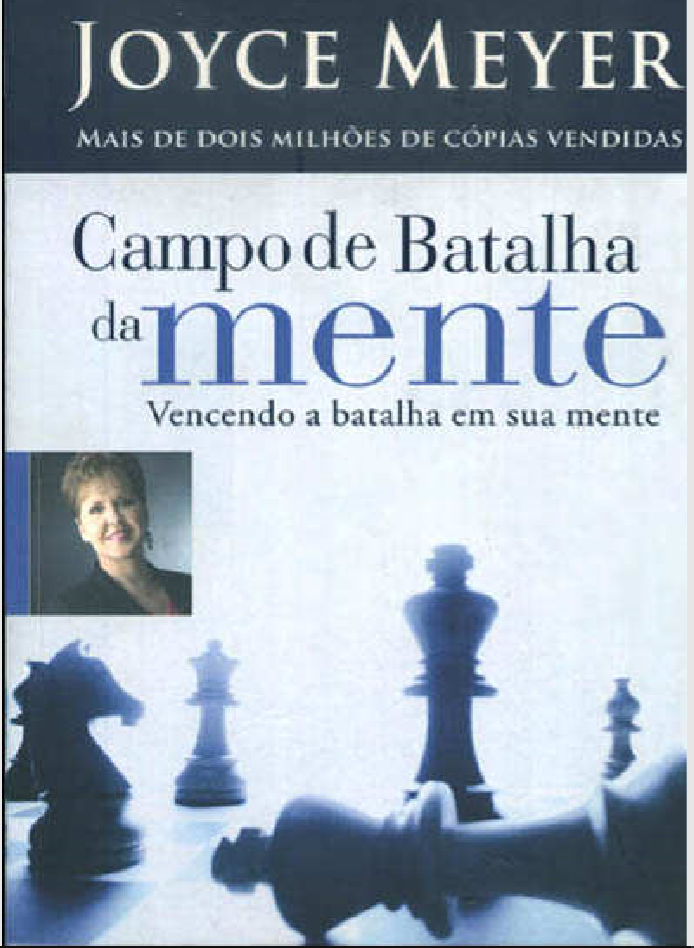 JOYCE MEYER
MAIS DE DOIS MILHÕES DE CÓPIAS VENDIDAS
Campo de Batalha
da mente
Vencendo a batalha em sua mente